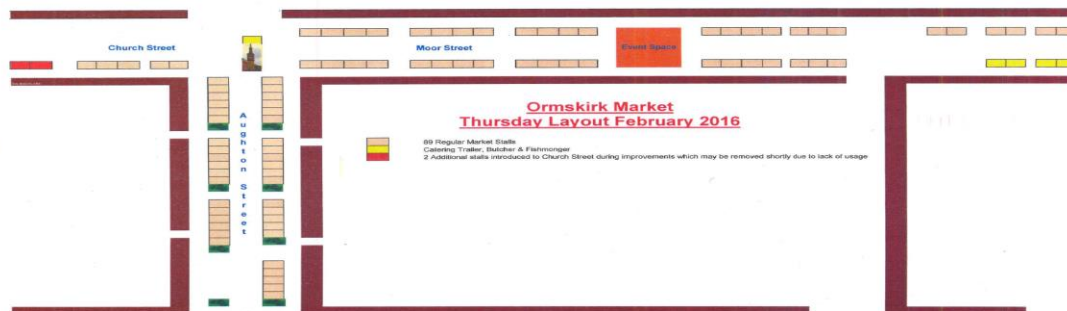 Church Street
Moor Street
Event Space
Aughton Street
Ormskirk Market
Thursday Layout February 2016
89 Regular Market Stalls
Catering Trailer, Butcher & Fishmonger
2 Additional stalls introduced to Church Street during improvements which may be removed shortly due to lack of usage